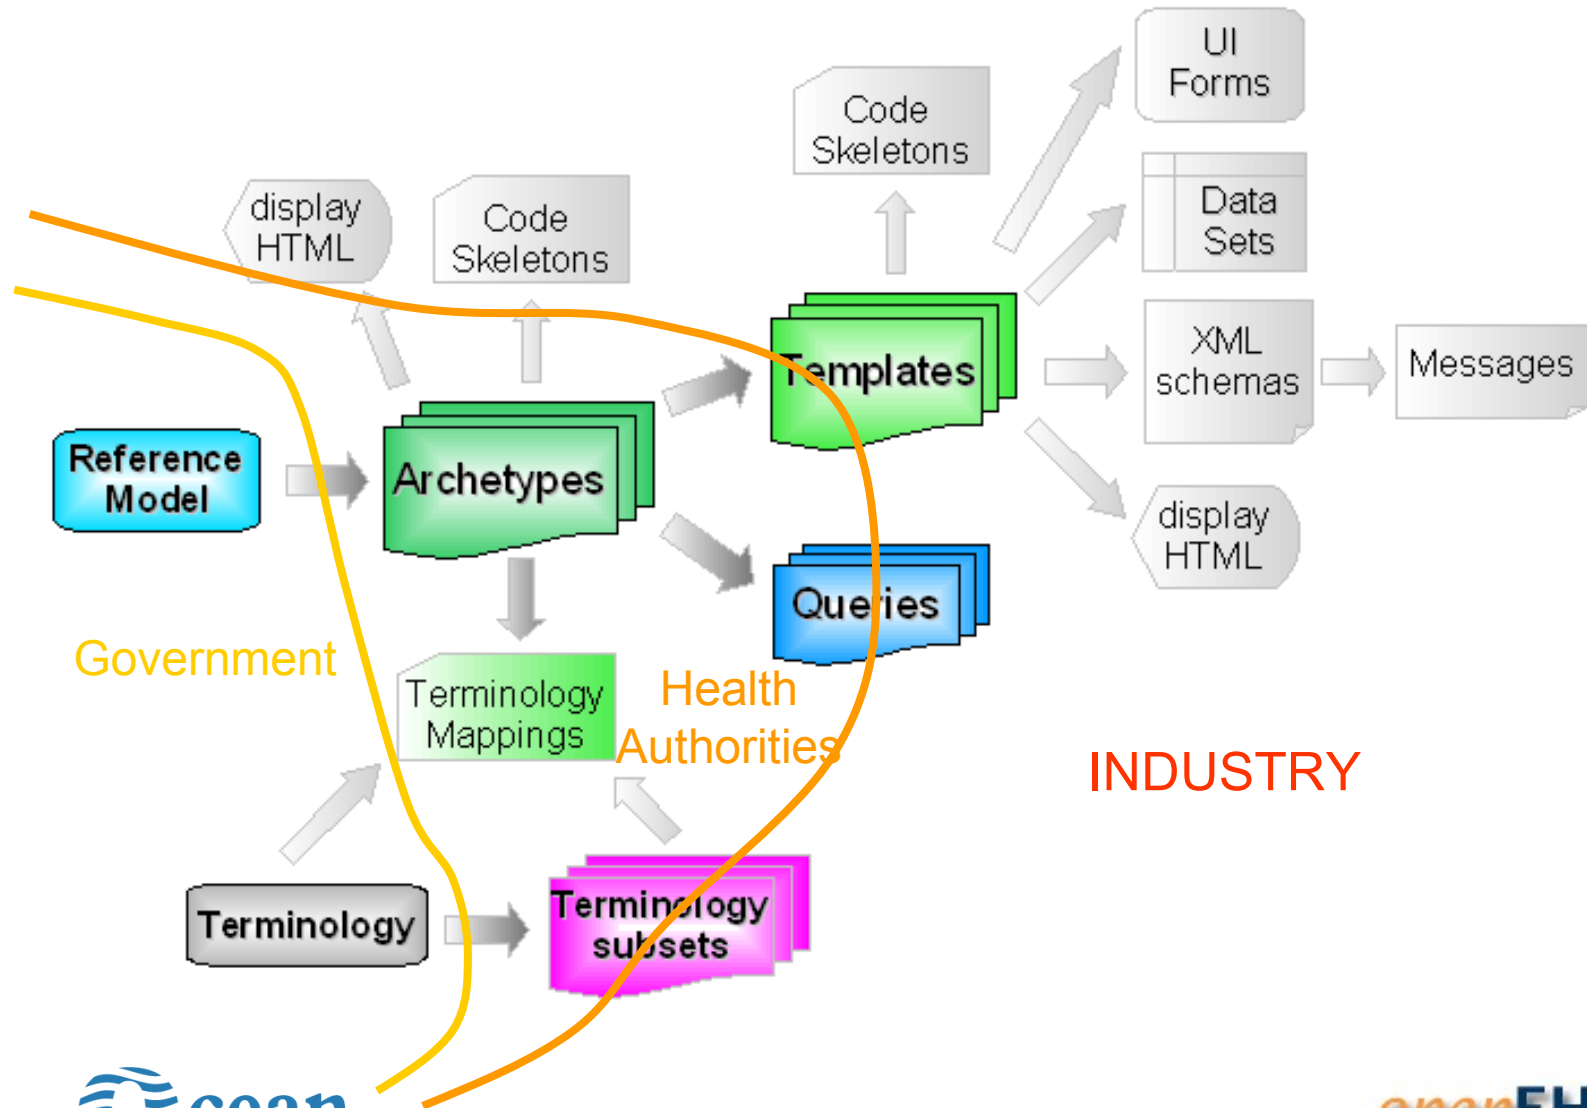 UI
Forms
Code
Skeletons
Data
Sets
display
HTML
Code
Skeletons
XML
schemas
Messages
Templates
Reference
Model
Archetypes
display
HTML
Queries
Government
Terminology
Mappings
Health
Authorities
INDUSTRY
Terminology
Terminology
subsets